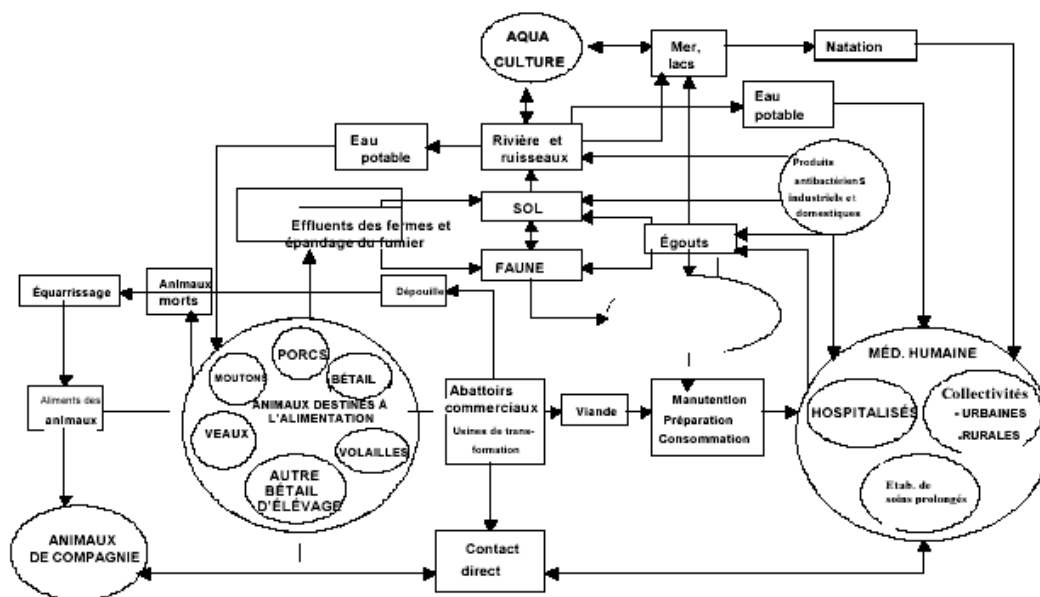 AQUA
CULTURE
Mer,
lacs
Natation
Eau
potable
Eau
potable
Rivière et
ruisseaux
Produits
antibactériens
industriels et
domestiques
SOL
Effluents des fermes et
épandage du fumier
Égouts
FAUNE
Équarrissage
Animaux
morts
Dépouille
PORCS
MOUTONS
BÉTAIL
ANIMAUX DESTINÉS À
L'ALIMENTATION
VEAUX
VOLAILLES
AUTRE
BÉTAIL
D'ÉLÉVAGE
Aliments des
animaux
Abattoirs
commerciaux
Usines de trans-
formation
Viande
Manutention
Préparation
Consommation
MÉD. HUMAINE
HOSPITALISÉS
Collectivités
- URBAINES
.RURALES
Etab. de
soins prolongés
ANIMAUX
DE COMPAGNIE
Contact
direct